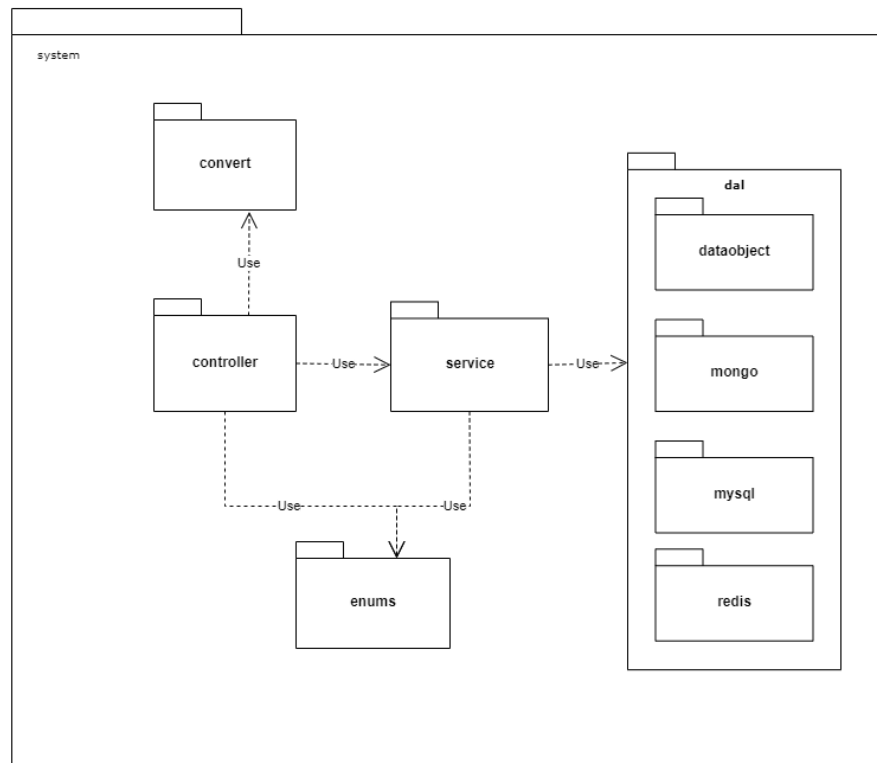 system
convert
dal
dataobject
Use
controller
Use
service
Use
mongo
mysql
Use
Use
enums
redis